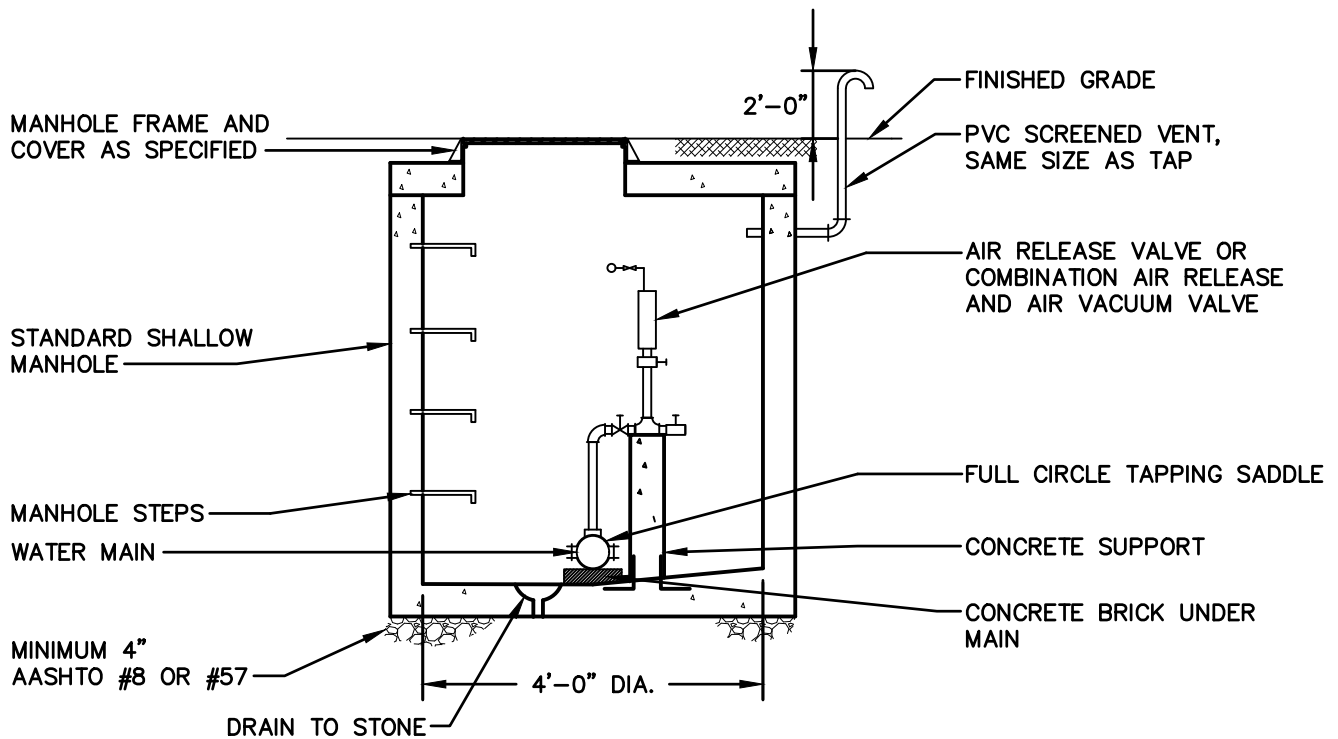 MANHOLE FRAME AND
COVER AS SPECIFIED
STANDARD SHALLOW
MANHOLE
MANHOLE STEPS
WATER MAIN
MINIMUM 4"
AASHTO #8 OR #57
DRAIN TO STONE
4'-0" DIA.
2'-0"
FINISHED GRADE
PVC SCREENED VENT,
SAME SIZE AS TAP
AIR RELEASE VALVE OR
COMBINATION AIR RELEASE
AND AIR VACUUM VALVE
FULL CIRCLE TAPPING SADDLE
CONCRETE SUPPORT
CONCRETE BRICK UNDER
MAIN